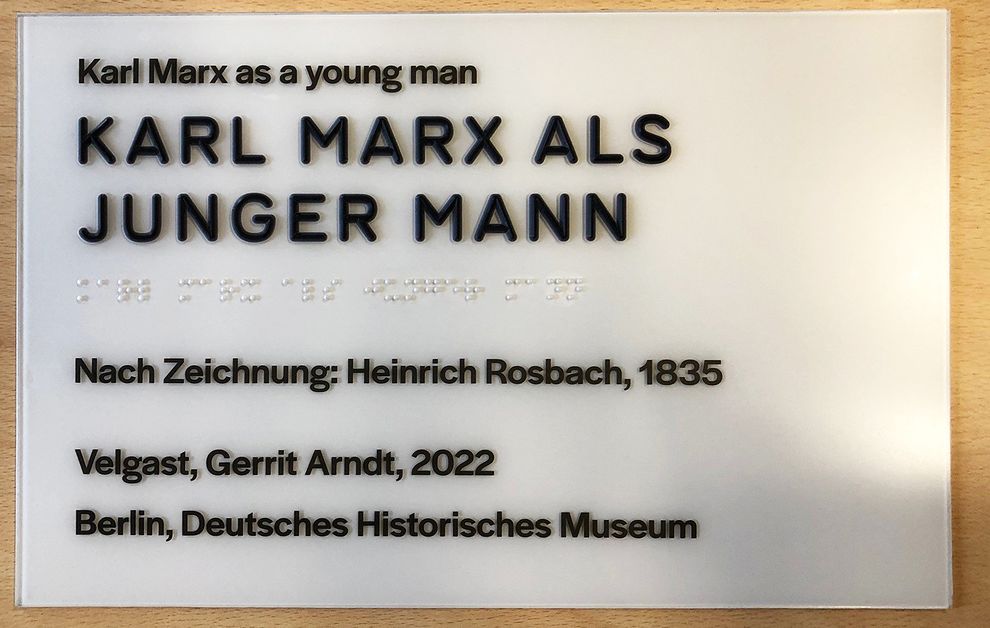 Karl Marx as a young man
KARL MARX ALS
JUNGER MANN
Nach Zeichnung: Heinrich Rosbach, 1835
Velgast, Gerrit Arndt, 2022
Berlin, Deutsches Historisches Museum